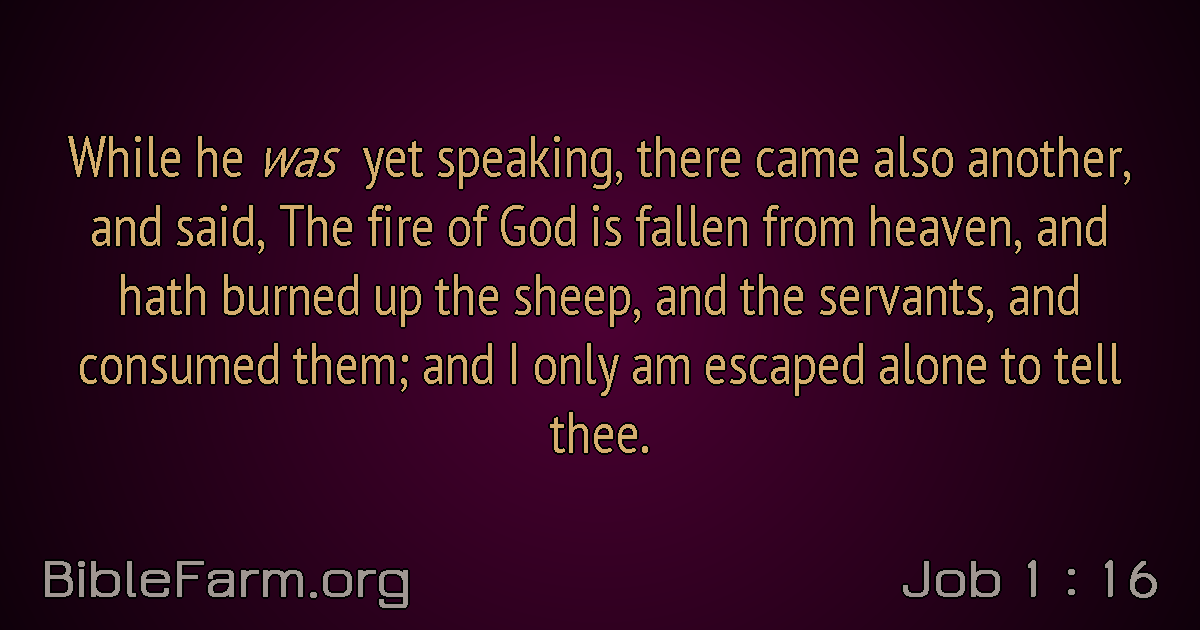 While he was yet speaking, there came also another,
and said, The fire of God is fallen from heaven, and
hath burned up the sheep, and the servants, and
consumed them; and I only am escaped alone to tell
thee.
BibleFarm.org
Job 1 : 16